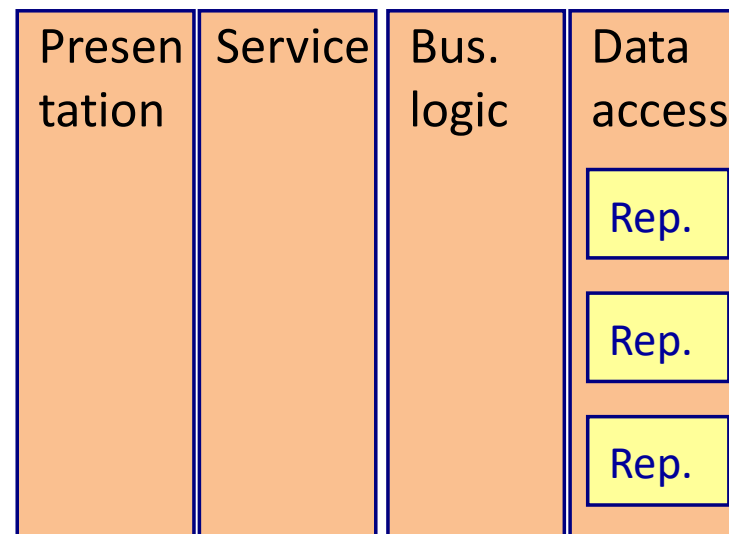 Presen
tation
Service
Bus.
logic
Data
access
Rep.
Rep.
Rep.